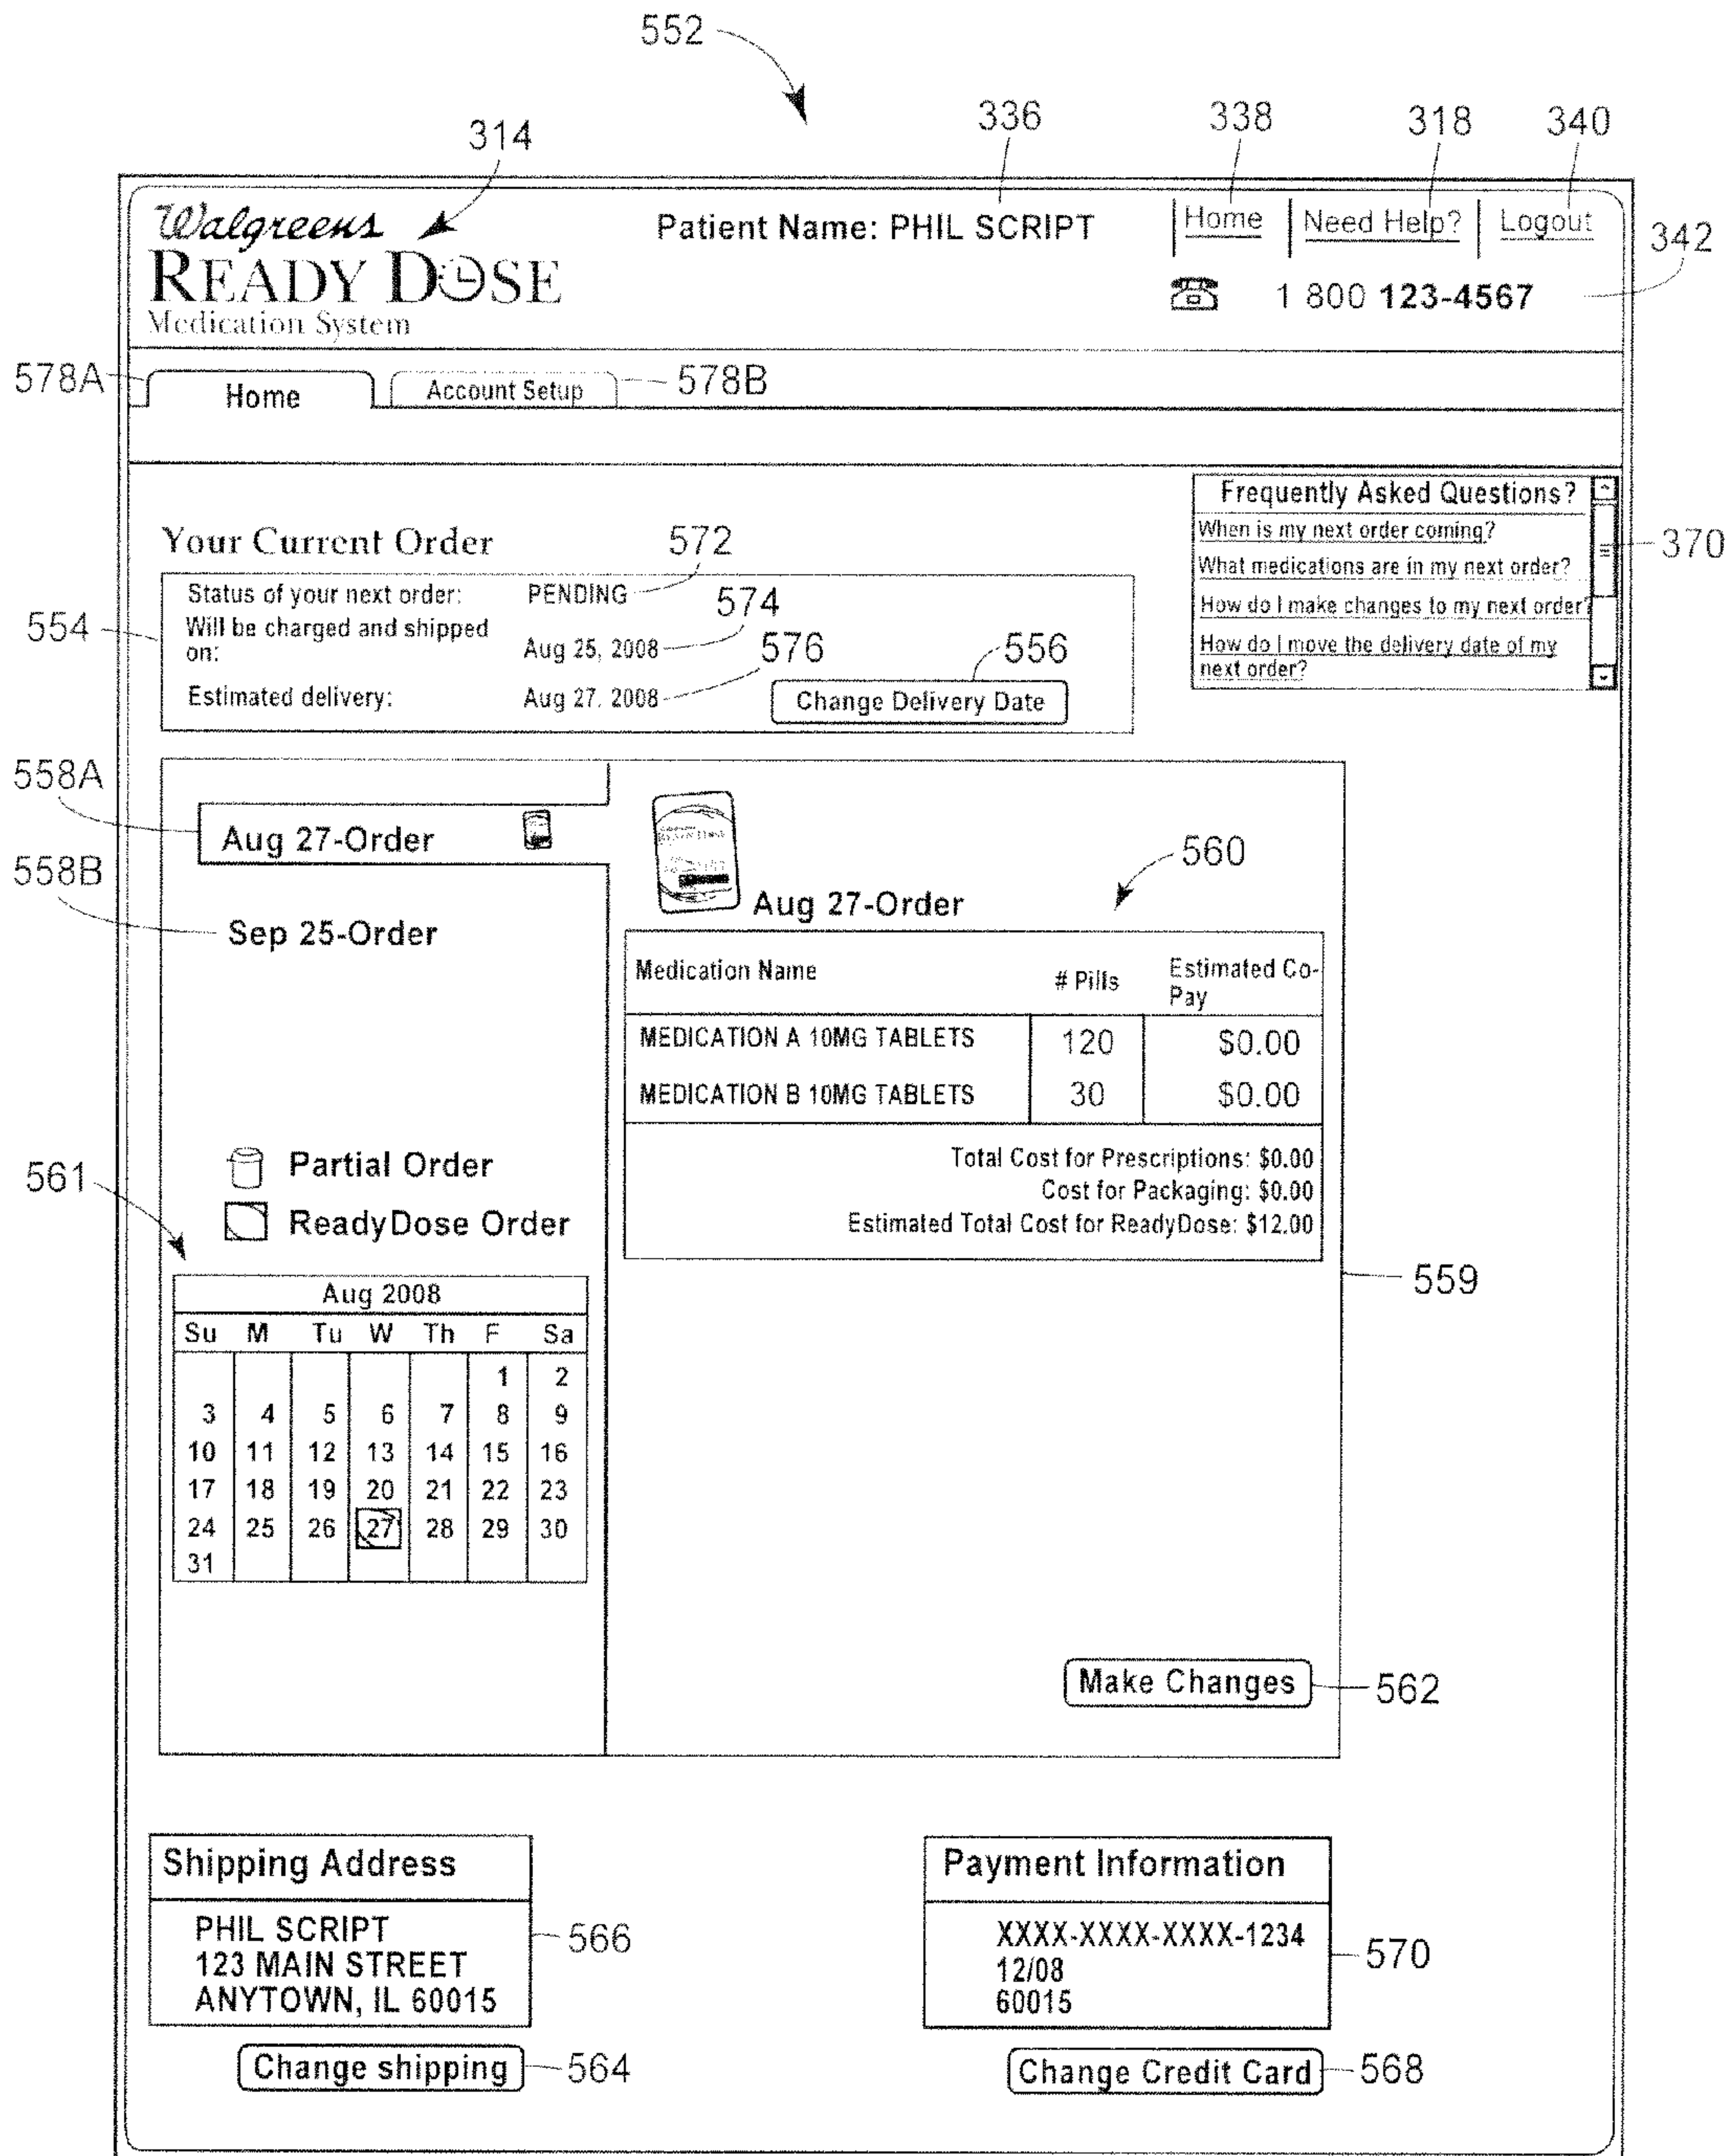 552
314
336
338
318
340
Walgreens
READY DOSE
Medication System
Patient Name: PHIL SCRIPT
Home
Need Help?
Logout
342
1 800 123-4567
578A
Home
Account Setup
578B
Frequently Asked Questions?
When is my next order coming?
What medications are in my next order?
How do I make changes to my next order?
How do I move the delivery date of my
next order?
370
Your Current Order
572
554
Status of your next order: PENDING
574
Will be charged and shipped
on: Aug 25, 2008
576
556
Estimated delivery: Aug 27. 2008
Change Delivery Date
558A
Aug 27-Order
558B
Sep 25-Order
Aug 27-Order
560
Medication Name # Pills Estimated Co-
Pay
MEDICATION A 10MG TABLETS 120 $0.00
MEDICATION B 10MG TABLETS 30 $0.00
Total Cost for Prescriptions: $0.00
Cost for Packaging: $0.00
Estimated Total Cost for ReadyDose: $12.00
559
Partial Order
561
ReadyDose Order
Aug 2008
Su M Tu W Th F Sa
1 2
3 4 5 6 7 8 9
10 11 12 13 14 15 16
17 18 19 20 21 22 23
24 25 26 27 28 29 30
31
Make Changes
562
Shipping Address
PHIL SCRIPT
123 MAIN STREET
ANYTOWN, IL 60015
566
Change shipping
564
Payment Information
XXXX-XXXX-XXXX-1234
12/08
60015
570
Change Credit Card
568